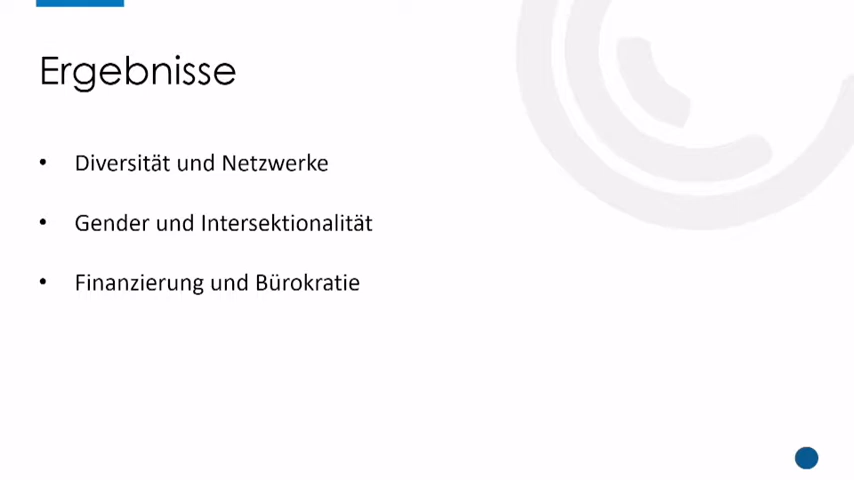 Ergebnisse
• Diversität und Netzwerke
• Gender und Intersektionalität
• Finanzierung und Bürokratie